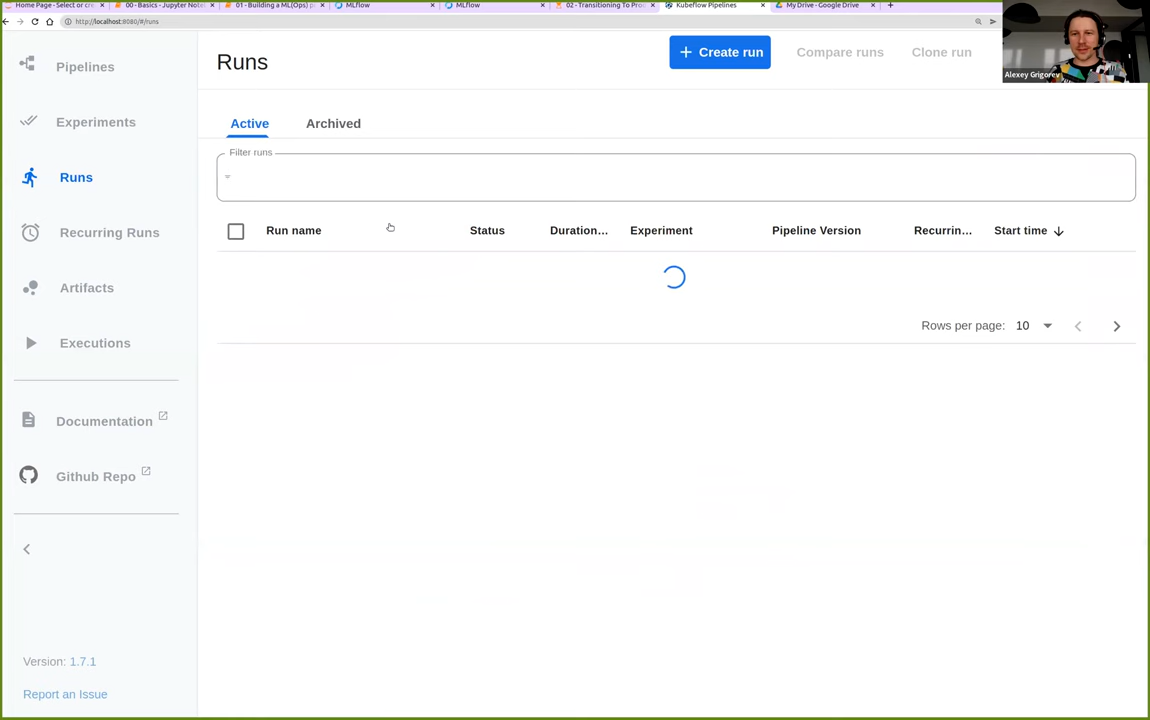 Home Page - Select or cre
00 - Basics - Jupyter Note
01 - Building a ML(Ops) pi
MLflow
MLflow
02 - Transitioning To Prod
Kubeflow Pipelines
My Drive - Google Drive
http://localhost:8080/#/runs
Alexey Grigorev
Pipelines
Experiments
Runs
Recurring Runs
Artifacts
Executions
Documentation
Github Repo
Version: 1.7.1
Report an Issue
Runs
+ Create run
Compare runs
Clone run
Active
Archived
Filter runs
Run name
Status
Duration...
Experiment
Pipeline Version
Recurrin...
Start time
Rows per page: 10